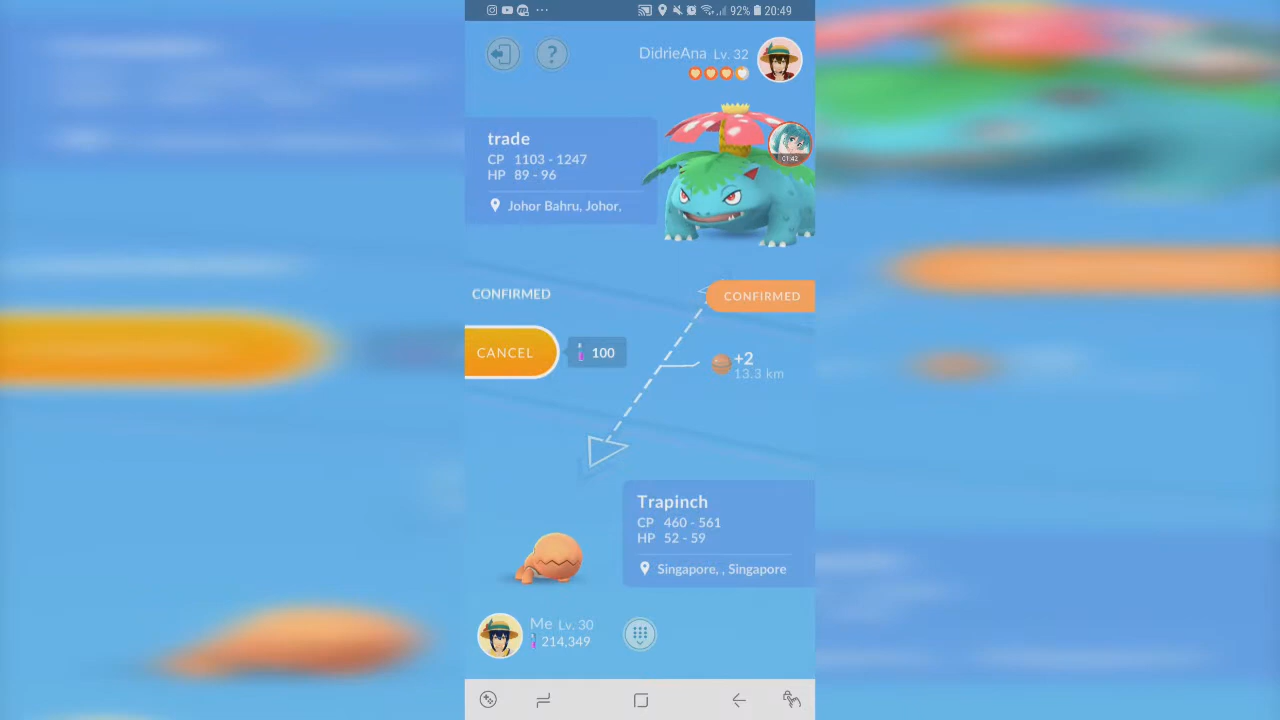 92% 20:49
?
DidrieAna Lv. 32
trade
CP 1103 - 1247
HP 89 - 96
Johor Bahru, Johor,
01:42
CONFIRMED
CONFIRMED
CANCEL
100
+2
13.3 km
Trapinch
CP 460 - 561
HP 52 - 59
Singapore, , Singapore
Me Lv. 30
214,349